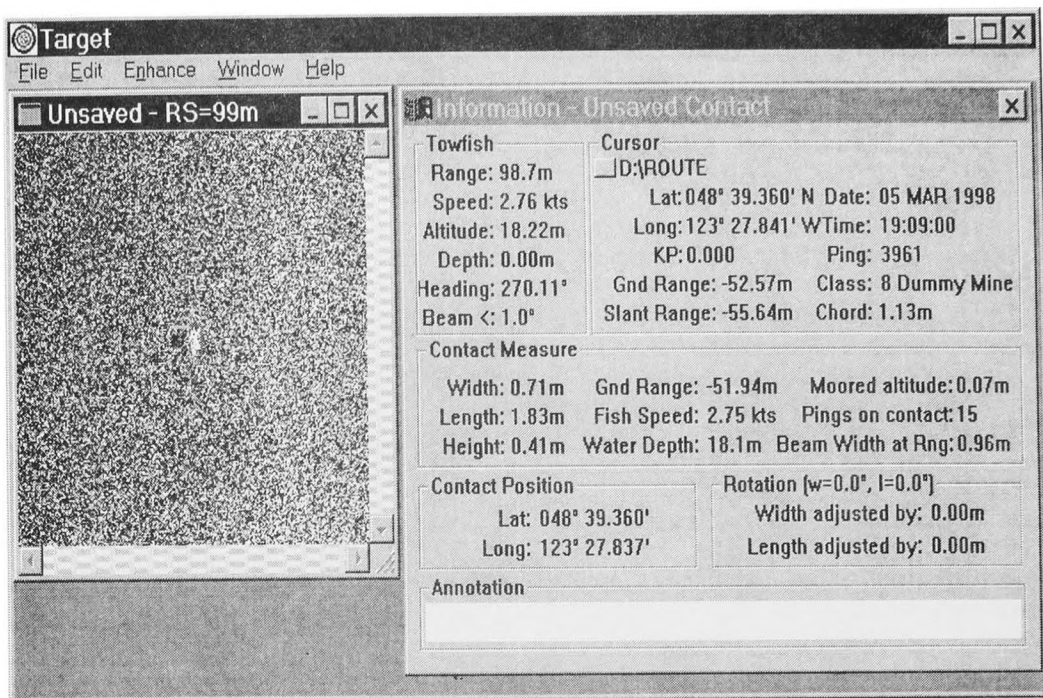 Target
File Edit Enhance Window Help
Unsaved - RS=99m
Information - Unsaved Contact
Towfish
Range: 98.7m
Speed: 2.76 kts
Altitude: 18.22m
Depth: 0.00m
Heading: 270.11°
Beam <: 1.0°
Cursor
D:\ROUTE
Lat: 048° 39.360' N Date: 05 MAR 1998
Long: 123° 27.841' W Time: 19:09:00
KP: 0.000 Ping: 3961
Gnd Range: -52.57m Class: 8 Dummy Mine
Slant Range: -55.64m Chord: 1.13m
Contact Measure
Width: 0.71m Gnd Range: -51.94m Moored altitude: 0.07m
Length: 1.83m Fish Speed: 2.75 kts Pings on contact: 15
Height: 0.41m Water Depth: 18.1m Beam Width at Rng: 0.96m
Contact Position
Lat: 048° 39.360'
Long: 123° 27.837'
Rotation (w=0.0°, l=0.0°)
Width adjusted by: 0.00m
Length adjusted by: 0.00m
Annotation